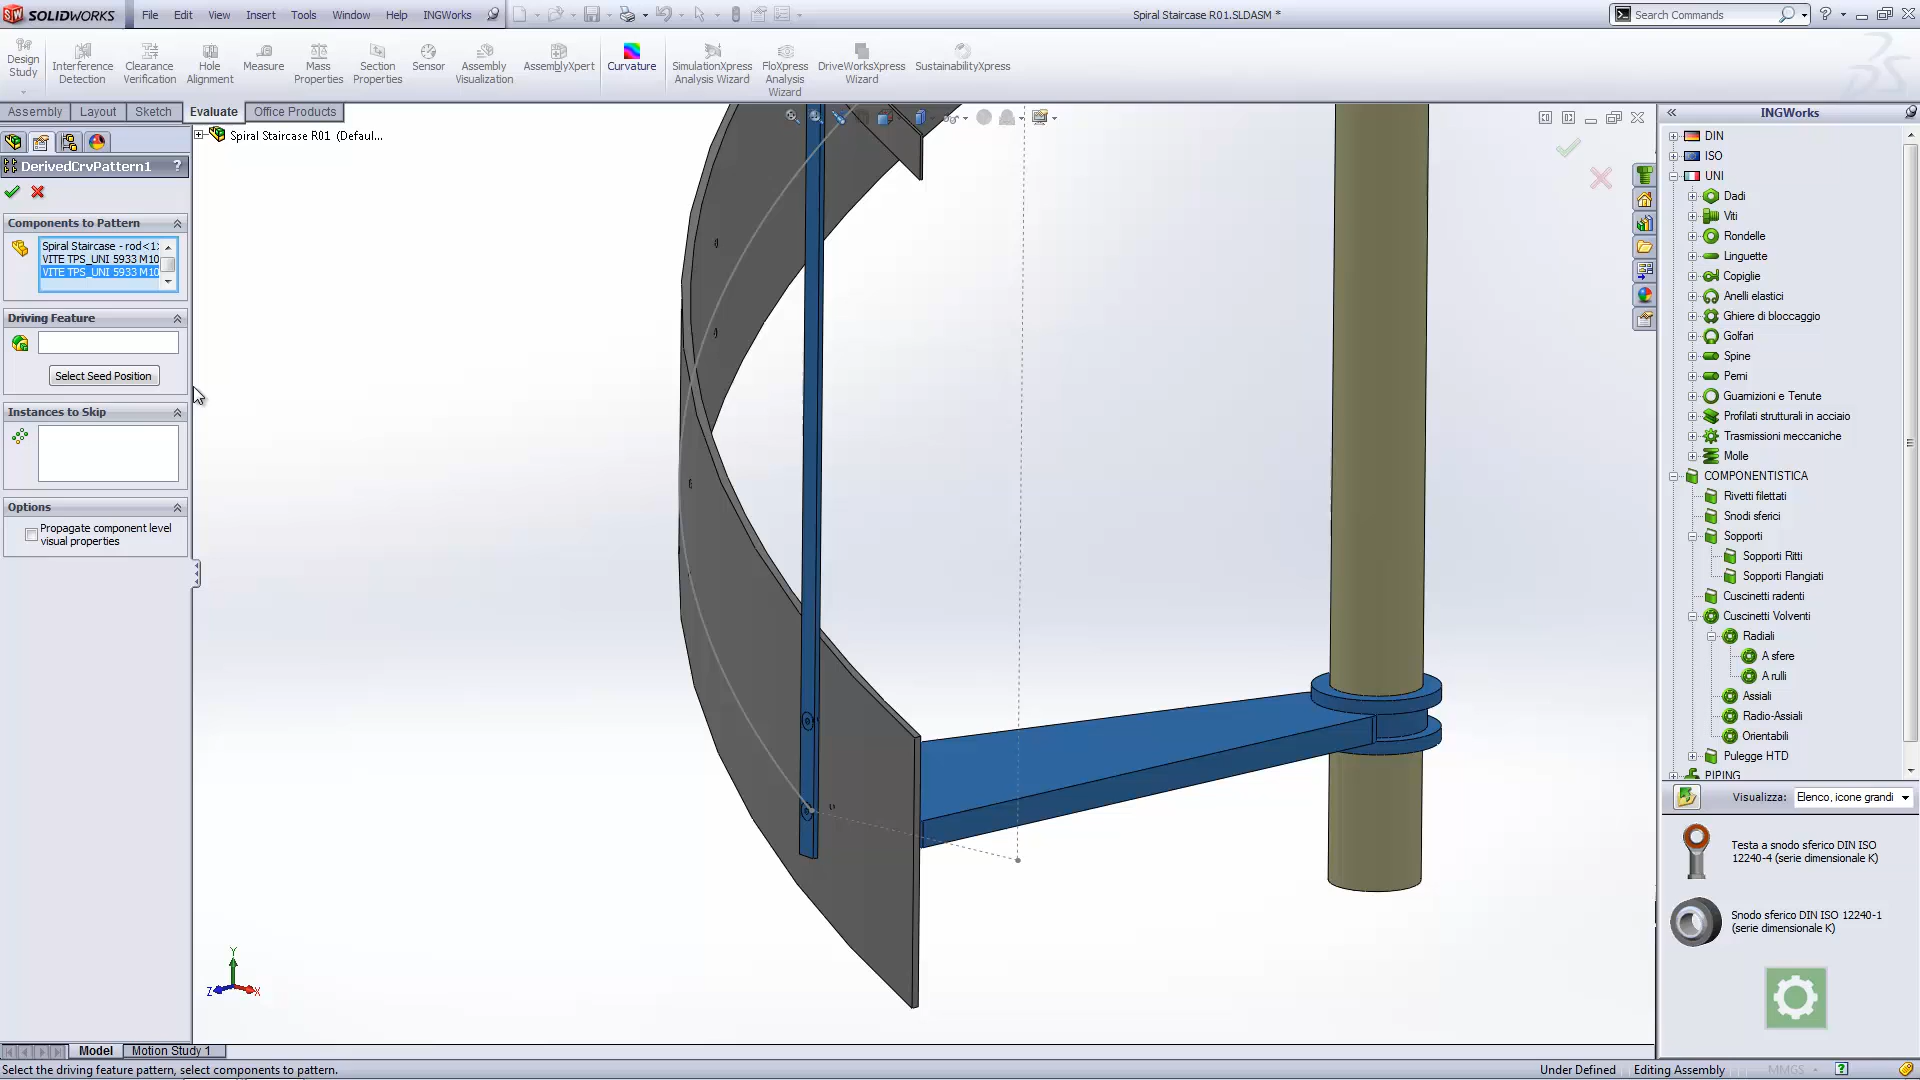 SOLIDWORKS
File Edit View Insert Tools Window Help INGWorks
Spiral Staircase R01.SLDASM *
Search Commands
Design Study
Interference Detection
Clearance Verification
Hole Alignment
Measure
Mass Properties
Section Properties
Sensor
Assembly Visualization
AssemblyXpert
Curvature
SimulationXpress Analysis Wizard
FloXpress Analysis Wizard
DriveWorksXpress Wizard
SustainabilityXpress
Assembly Layout Sketch Evaluate Office Products
Spiral Staircase R01 (Defaul...
DerivedCrvPattern1 ?
Components to Pattern
Spiral Staircase - rod<1>
VITE TPS_UNI 5933 M10
VITE TPS_UNI 5933 M10
Driving Feature
Select Seed Position
Instances to Skip
Options
Propagate component level
visual properties
Y
Z
X
INGWorks
DIN
ISO
UNI
Dadi
Viti
Rondelle
Linguette
Copiglie
Anelli elastici
Ghiere di bloccaggio
Golfari
Spine
Perni
Guarnizioni e Tenute
Profilati strutturali in acciaio
Trasmissioni meccaniche
Molle
COMPONENTISTICA
Rivetti filettati
Snodi sferici
Sopporti
Sopporti Ritti
Sopporti Flangiati
Cuscinetti radenti
Cuscinetti Volventi
Radiali
A sfere
A rulli
Assiali
Radio-Assiali
Orientabili
Pulegge HTD
PIPING
Visualizza: Elenco, icone grandi
Testa a snodo sferico DIN ISO
12240-4 (serie dimensionale K)
Snodo sferico DIN ISO 12240-1
(serie dimensionale K)
Model Motion Study 1
Select the driving feature pattern, select components to pattern.
Under Defined Editing Assembly MMGS